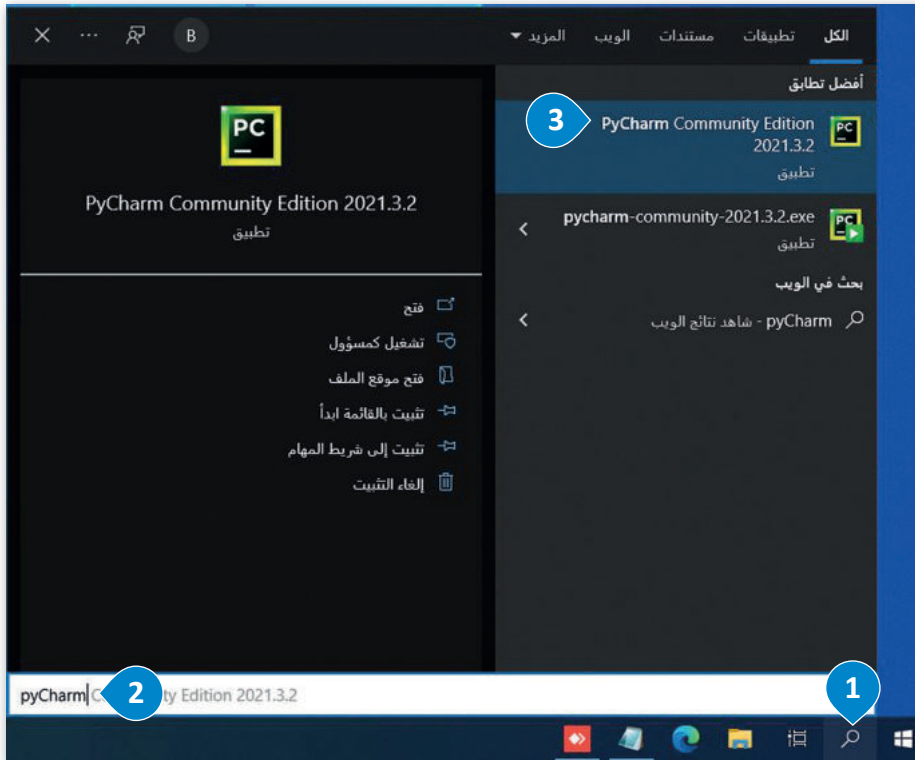 الكل تطبيقات مستندات الويب المزيد
B
أفضل تطابق
PyCharm Community Edition
2021.3.2
تطبيق
3
pycharm-community-2021.3.2.exe
تطبيق
بحث في الويب
pyCharm - شاهد نتائج الويب
PC
PyCharm Community Edition 2021.3.2
تطبيق
فتح
تشغيل كمسؤول
فتح موقع الملف
تثبيت بالقائمة ابدأ
تثبيت إلى شريط المهام
إلغاء التثبيت
pyCharm 2 ty Edition 2021.3.2
1